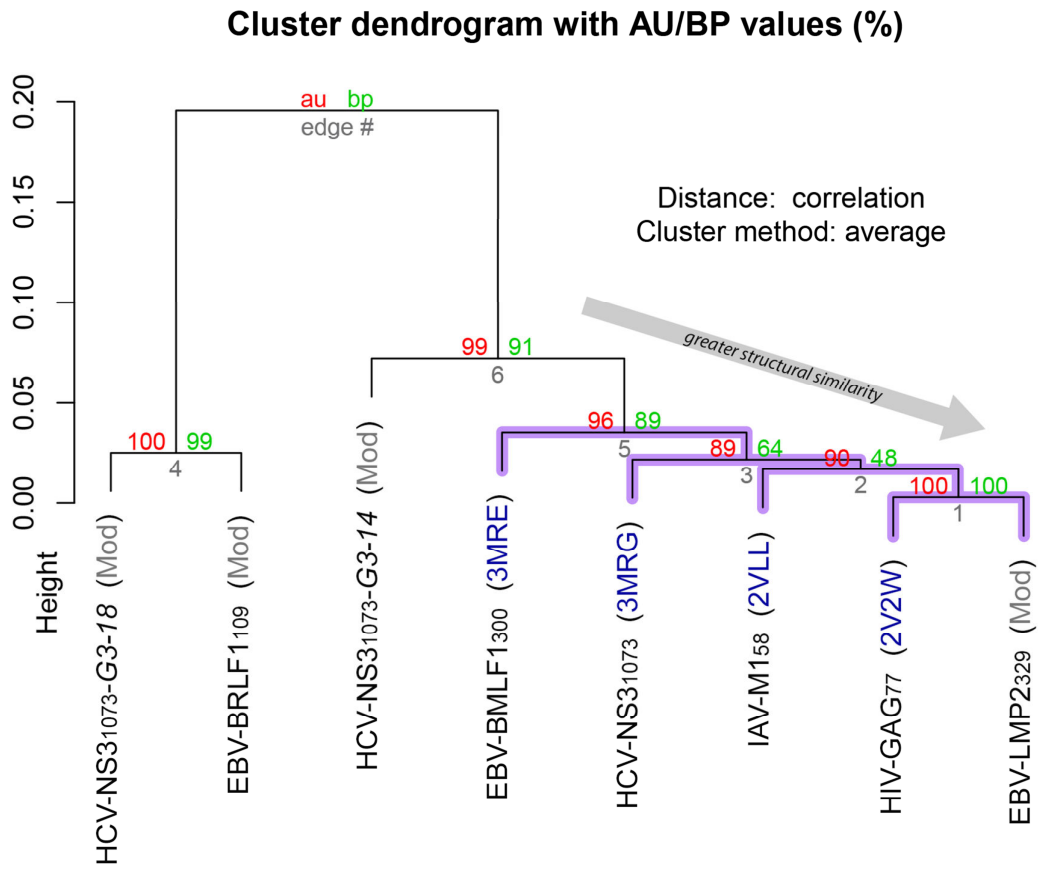 Cluster dendrogram with AU/BP values (%)
au bp
edge #
0.20
0.15
0.10
0.05
0.00
Height
Distance: correlation
Cluster method: average
greater structural similarity
99 91
6
96 89
5
89 64
3
90 48
2
100 99
4
100 100
1
HCV-NS31073-G3-18 (Mod)
EBV-BRLF1109 (Mod)
HCV-NS31073-G3-14 (Mod)
EBV-BMLF1300 (3MRE)
HCV-NS31073 (3MRG)
IAV-M158 (2VLL)
HIV-GAG77 (2V2W)
EBV-LMP2329 (Mod)